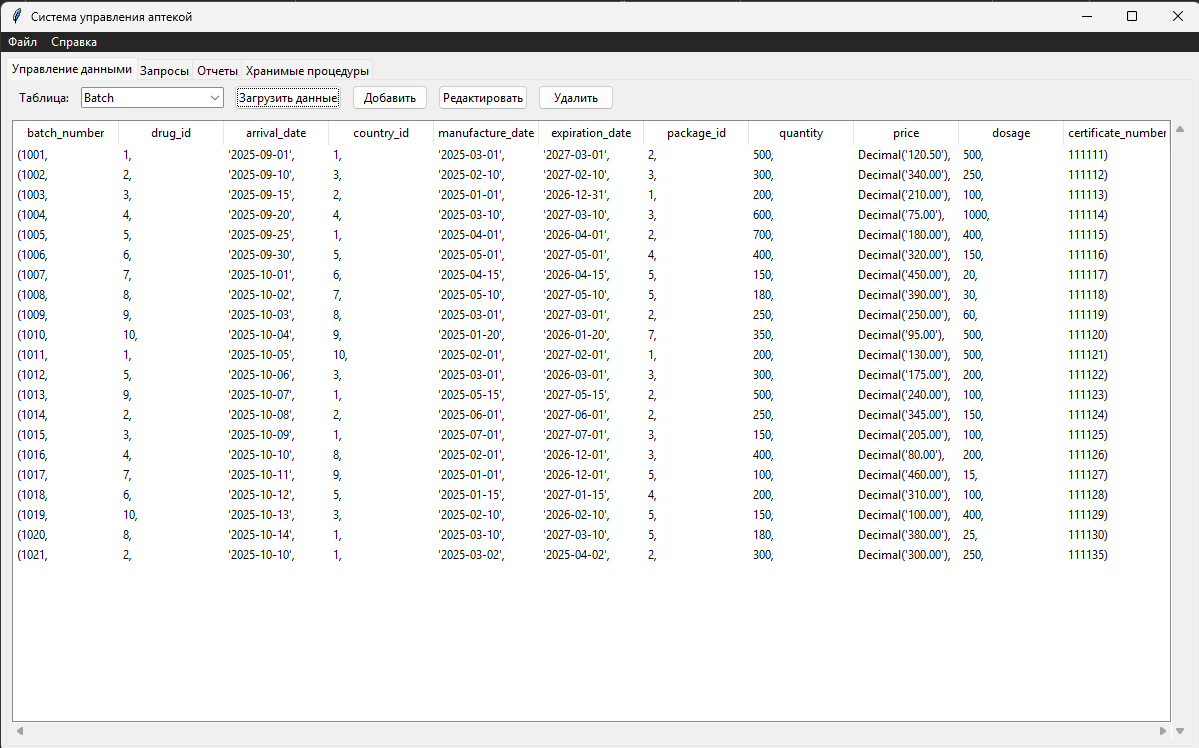 Система управления аптекой
Файл Справка
Управление данными Запросы Отчеты Хранимые процедуры
Таблица: Batch Загрузить данные Добавить Редактировать Удалить
batch_number drug_id arrival_date country_id manufacture_date expiration_date package_id quantity price dosage certificate_number
(1001, 1, '2025-09-01', 1, '2025-03-01', '2027-03-01', 2, 500, Decimal('120.50'), 500, 111111)
(1002, 2, '2025-09-10', 3, '2025-02-10', '2027-02-10', 3, 300, Decimal('340.00'), 250, 111112)
(1003, 3, '2025-09-15', 2, '2025-01-01', '2026-12-31', 1, 200, Decimal('210.00'), 100, 111113)
(1004, 4, '2025-09-20', 4, '2025-03-10', '2027-03-10', 3, 600, Decimal('75.00'), 1000, 111114)
(1005, 5, '2025-09-25', 1, '2025-04-01', '2026-04-01', 2, 700, Decimal('180.00'), 400, 111115)
(1006, 6, '2025-09-30', 5, '2025-05-01', '2027-05-01', 4, 400, Decimal('320.00'), 150, 111116)
(1007, 7, '2025-10-01', 6, '2025-04-15', '2026-04-15', 5, 150, Decimal('450.00'), 20, 111117)
(1008, 8, '2025-10-02', 7, '2025-05-10', '2027-05-10', 5, 180, Decimal('390.00'), 30, 111118)
(1009, 9, '2025-10-03', 8, '2025-03-01', '2027-03-01', 2, 250, Decimal('250.00'), 60, 111119)
(1010, 10, '2025-10-04', 9, '2025-01-20', '2026-01-20', 7, 350, Decimal('95.00'), 500, 111120)
(1011, 1, '2025-10-05', 10, '2025-02-01', '2027-02-01', 1, 200, Decimal('130.00'), 500, 111121)
(1012, 5, '2025-10-06', 3, '2025-03-01', '2026-03-01', 3, 300, Decimal('175.00'), 200, 111122)
(1013, 9, '2025-10-07', 1, '2025-05-15', '2027-05-15', 2, 500, Decimal('240.00'), 100, 111123)
(1014, 2, '2025-10-08', 2, '2025-06-01', '2027-06-01', 2, 250, Decimal('345.00'), 150, 111124)
(1015, 3, '2025-10-09', 1, '2025-07-01', '2027-07-01', 3, 150, Decimal('205.00'), 100, 111125)
(1016, 4, '2025-10-10', 8, '2025-02-01', '2026-12-01', 3, 400, Decimal('80.00'), 200, 111126)
(1017, 7, '2025-10-11', 9, '2025-01-01', '2026-12-01', 5, 100, Decimal('460.00'), 15, 111127)
(1018, 6, '2025-10-12', 5, '2025-01-15', '2027-01-15', 4, 200, Decimal('310.00'), 100, 111128)
(1019, 10, '2025-10-13', 3, '2025-02-10', '2026-02-10', 5, 150, Decimal('100.00'), 400, 111129)
(1020, 8, '2025-10-14', 1, '2025-03-10', '2027-03-10', 5, 180, Decimal('380.00'), 25, 111130)
(1021, 2, '2025-10-10', 1, '2025-03-02', '2025-04-02', 2, 300, Decimal('300.00'), 250, 111135)